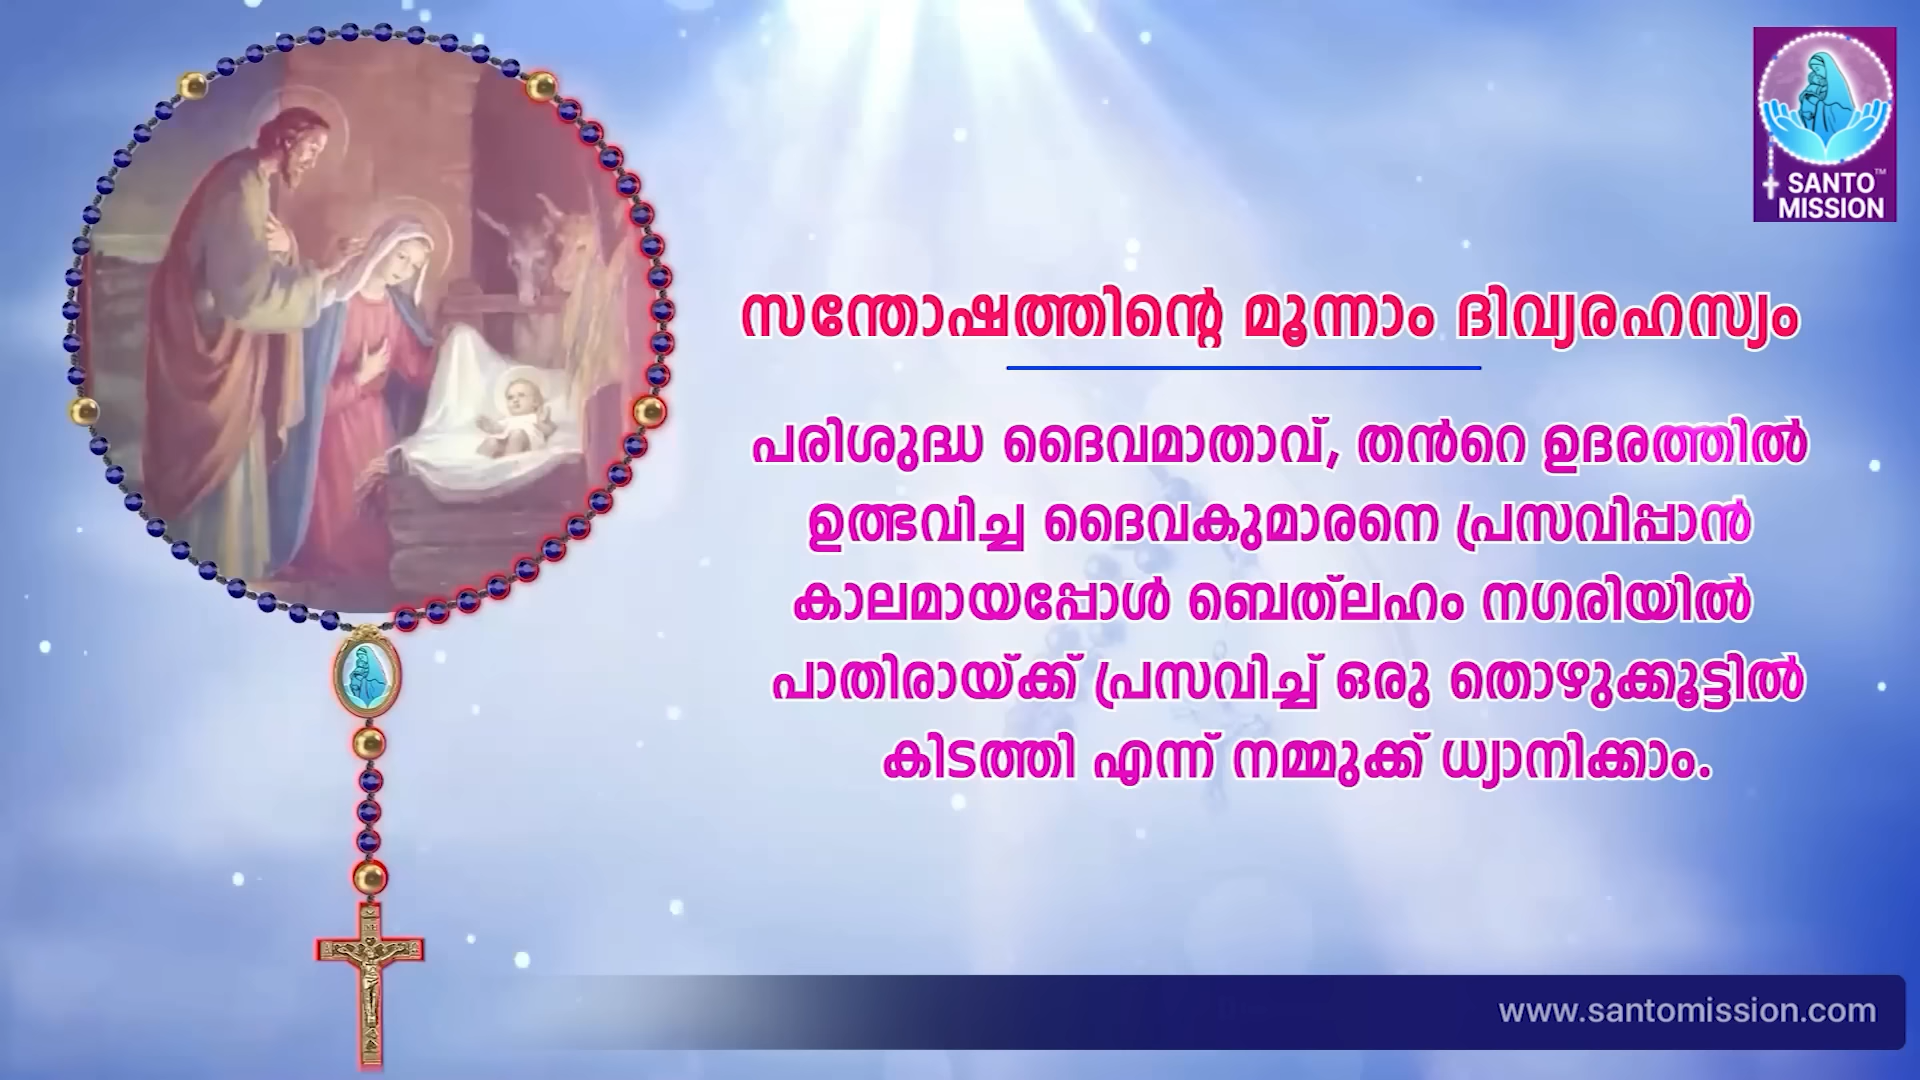 SANTO™
MISSION
സന്തോഷത്തിന്റെ മൂന്നാം ദിവ്യരഹസ്യം
പരിശുദ്ധ ദൈവമാതാവ്, തൻറെ ഉദരത്തിൽ
ഉത്ഭവിച്ച ദൈവകുമാരനെ പ്രസവിപ്പാൻ
കാലമായപ്പോൾ ബെത്‌ലഹം നഗരിയിൽ
പാതിരായ്ക്ക് പ്രസവിച്ച് ഒരു തൊഴുക്കൂട്ടിൽ
കിടത്തി എന്ന് നമ്മുക്ക് ധ്യാനിക്കാം.
www.santomission.com